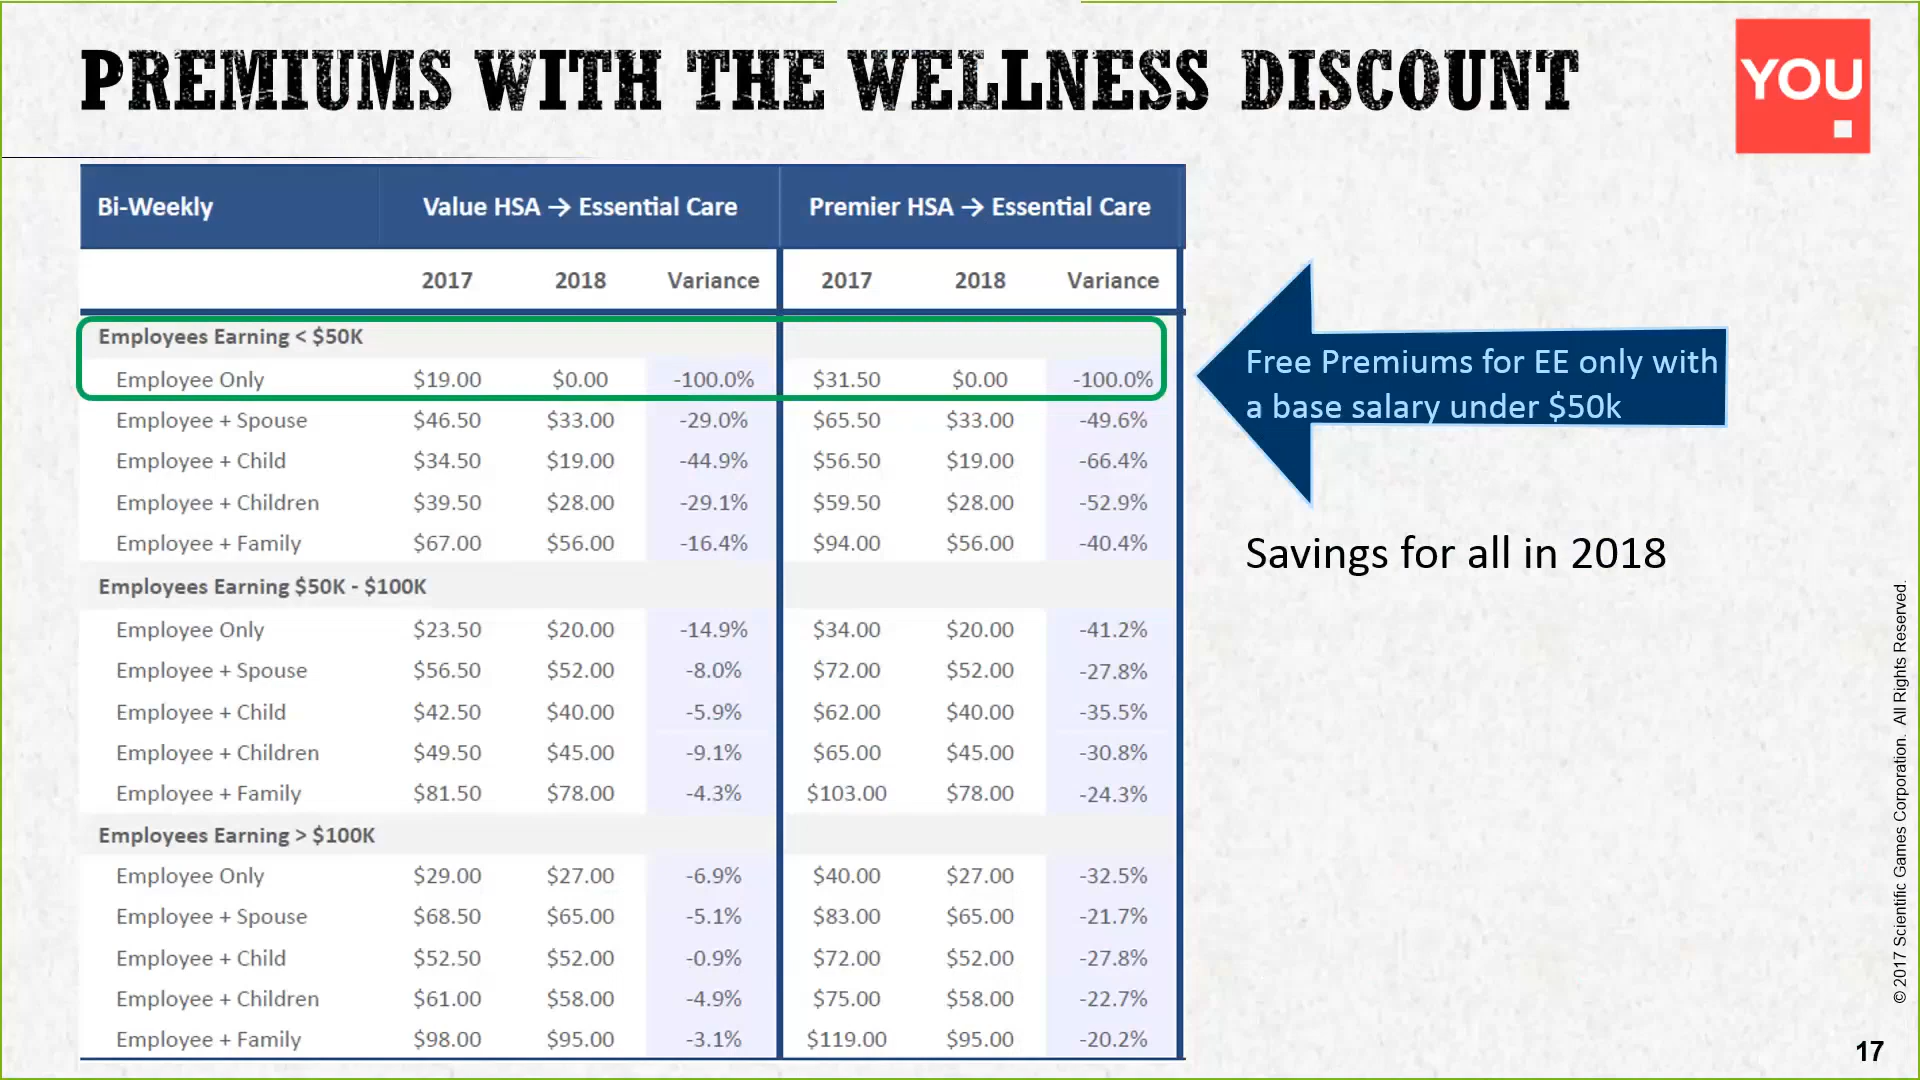 PREMIUMS WITH THE WELLNESS DISCOUNT
YOU
Bi-Weekly Value HSA → Essential Care Premier HSA → Essential Care
2017 2018 Variance 2017 2018 Variance
Employees Earning < $50K
Employee Only $19.00 $0.00 -100.0% $31.50 $0.00 -100.0%
Employee + Spouse $46.50 $33.00 -29.0% $65.50 $33.00 -49.6%
Employee + Child $34.50 $19.00 -44.9% $56.50 $19.00 -66.4%
Employee + Children $39.50 $28.00 -29.1% $59.50 $28.00 -52.9%
Employee + Family $67.00 $56.00 -16.4% $94.00 $56.00 -40.4%
Employees Earning $50K - $100K
Employee Only $23.50 $20.00 -14.9% $34.00 $20.00 -41.2%
Employee + Spouse $56.50 $52.00 -8.0% $72.00 $52.00 -27.8%
Employee + Child $42.50 $40.00 -5.9% $62.00 $40.00 -35.5%
Employee + Children $49.50 $45.00 -9.1% $65.00 $45.00 -30.8%
Employee + Family $81.50 $78.00 -4.3% $103.00 $78.00 -24.3%
Employees Earning > $100K
Employee Only $29.00 $27.00 -6.9% $40.00 $27.00 -32.5%
Employee + Spouse $68.50 $65.00 -5.1% $83.00 $65.00 -21.7%
Employee + Child $52.50 $52.00 -0.9% $72.00 $52.00 -27.8%
Employee + Children $61.00 $58.00 -4.9% $75.00 $58.00 -22.7%
Employee + Family $98.00 $95.00 -3.1% $119.00 $95.00 -20.2%
Free Premiums for EE only with
a base salary under $50k
Savings for all in 2018
© 2017 Scientific Games Corporation. All Rights Reserved.
17